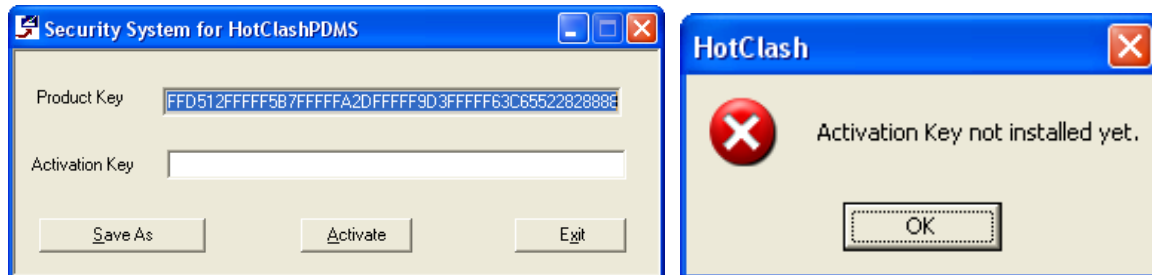 Security System for HotClashPDMS
Product Key
FFD512FFFFF5B7FFFFFA2DFFFFF9D3FFFFF63C65522828888
Activation Key
Save As
Activate
Exit
HotClash
Activation Key not installed yet.
OK